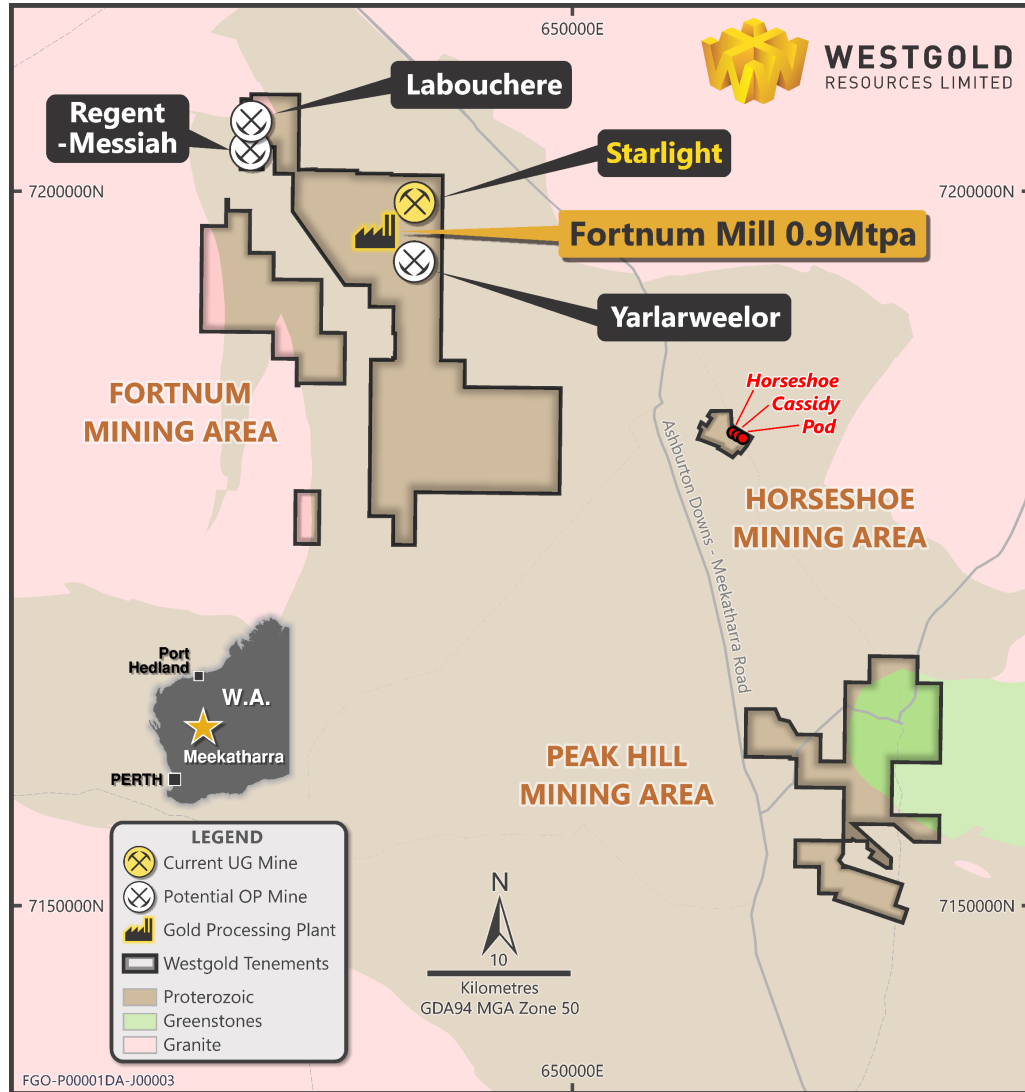 650000E
WESTGOLD
RESOURCES LIMITED
Labouchere
Regent
-Messiah
Starlight
7200000N
7200000N
Fortnum Mill 0.9Mtpa
Yarlarweelor
FORTNUM
MINING AREA
Horseshoe
Cassidy
Pod
Ashburton Downs - Meekatharra Road
HORSESHOE
MINING AREA
Port
Hedland
W.A.
Meekatharra
PERTH
PEAK HILL
MINING AREA
LEGEND
Current UG Mine
Potential OP Mine
Gold Processing Plant
Westgold Tenements
Proterozoic
Greenstones
Granite
N
10
Kilometres
GDA94 MGA Zone 50
7150000N
7150000N
FGO-P00001DA-J00003
650000E